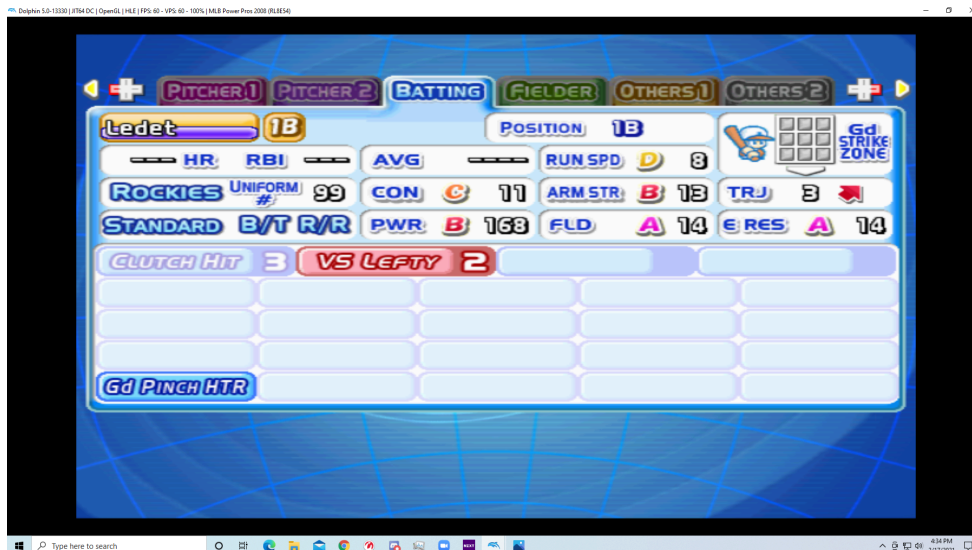 Dolphin 5.0-13330 | JIT64 DC | OpenGL | HLE | FPS: 60 - VPS: 60 - 100% | MLB Power Pros 2008 (RL8E54)
PITCHER 1 PITCHER 2 BATTING FIELDER OTHERS 1 OTHERS 2
Ledet 1B POSITION 1B Gd STRIKE ZONE
--- HR RBI --- AVG ---- RUN SPD D 8
ROCKIES UNIFORM # 99 CON C 11 ARM STR B 13 TRJ 3
STANDARD B/T R/R PWR B 168 FLD A 14 E RES A 14
CLUTCH HIT 3 VS LEFTY 2
Gd PINCH HTR
Type here to search
4:34 PM